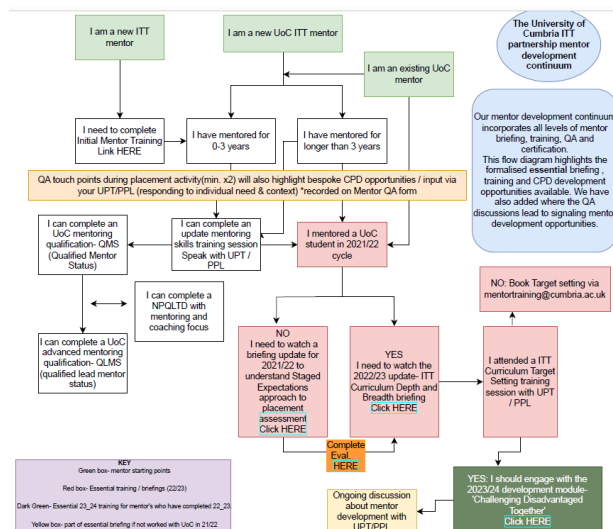 I am a new ITT
mentor
I am a new UoC ITT mentor
The University of
Cumbria ITT
partnership mentor
development
continuum
I am an existing UoC
mentor
I need to complete
Initial Mentor Training
Link HERE
I have mentored for
0-3 years
I have mentored for
longer than 3 years
Our mentor development continuum
incorporates all levels of mentor
briefing, training, QA and
certification.
This flow diagram highlights the
formalised essential briefing ,
training and CPD development
opportunities available. We have
also added where the QA
discussions lead to signaling mentor
development opportunities.
QA touch points during placement activity(min. x2) will also highlight bespoke CPD opportunities / input via
your UPT/PPL (responding to individual need & context) *recorded on Mentor QA form
I can complete an
UoC mentoring
qualification- QMS
(Qualified Mentor
Status)
I can complete an
update mentoring
skills training session
Speak with UPT /
PPL
I mentored a UoC
student in 2021/22
cycle
I can complete a
NPQLTD with
mentoring and
coaching focus
NO: Book Target setting via
mentortraining@cumbria.ac.uk
I can complete a UoC
advanced mentoring
qualification- QLMS
(qualified lead mentor
status)
NO
I need to watch a
briefing update for
2021/22 to
understand Staged
Expectations
approach to
placement
assessment
Click HERE
YES
I need to watch the
2022/23 update- ITT
Curriculum Depth and
Breadth briefing
Click HERE
I attended a ITT
Curriculum Target
Setting training
session with UPT
/ PPL
Complete
Eval.
HERE
KEY
Green box- mentor starting points
Red box- Essential training / briefings (22/23)
Dark Green- Essential 23_24 training for mentor's who have completed 22_23.
Yellow box- part of essential briefing if not worked with UoC in 21/22
Ongoing discussion
about mentor
development with
UPT/PPL
YES: I should engage with the
2023/24 development module-
'Challenging Disadvantaged
Together'
Click HERE